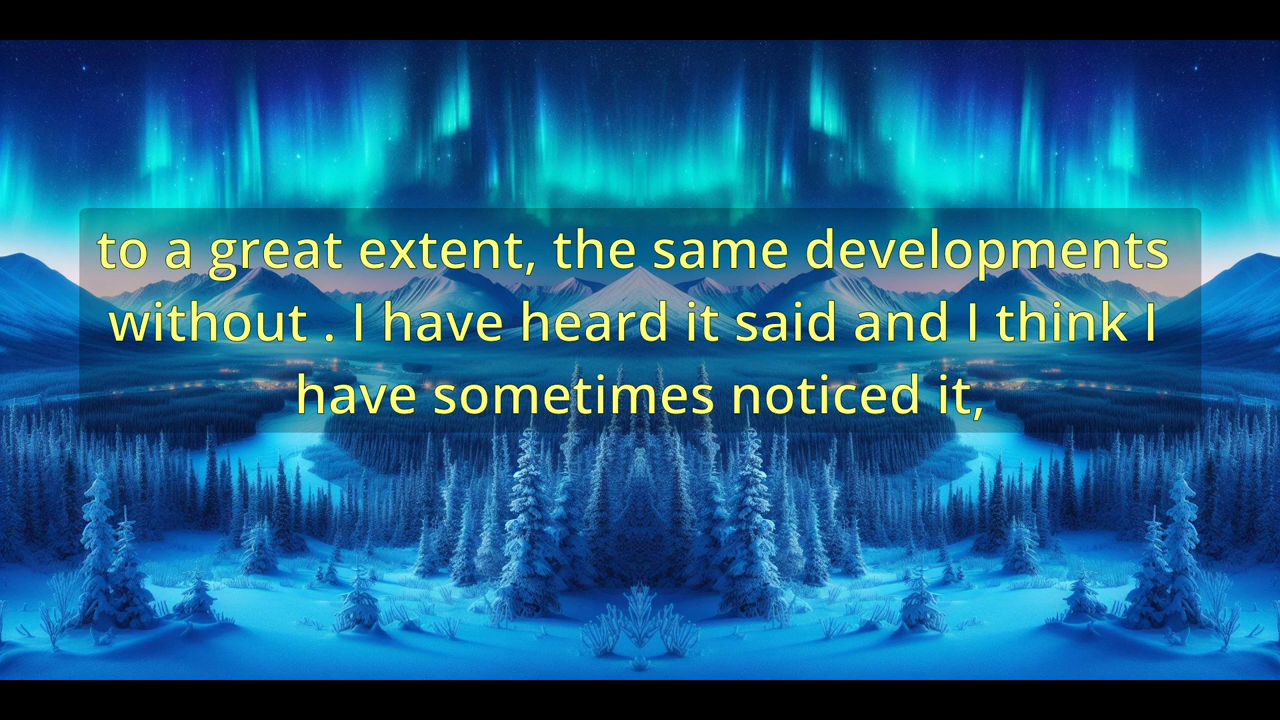 to a great extent, the same developments
without . I have heard it said and I think I
have sometimes noticed it,